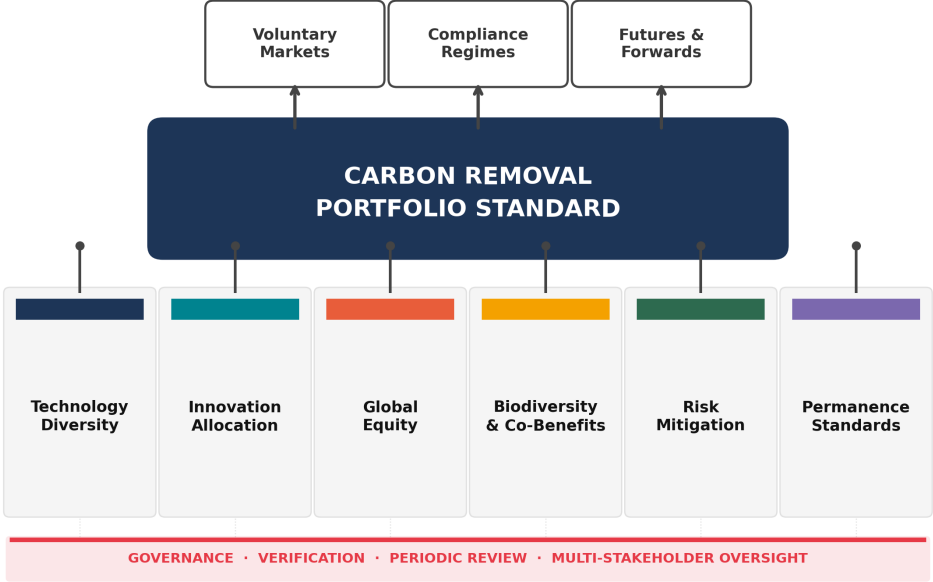 Voluntary
Markets
Compliance
Regimes
Futures &
Forwards
CARBON REMOVAL
PORTFOLIO STANDARD
Technology
Diversity
Innovation
Allocation
Global
Equity
Biodiversity
& Co-Benefits
Risk
Mitigation
Permanence
Standards
GOVERNANCE · VERIFICATION · PERIODIC REVIEW · MULTI-STAKEHOLDER OVERSIGHT